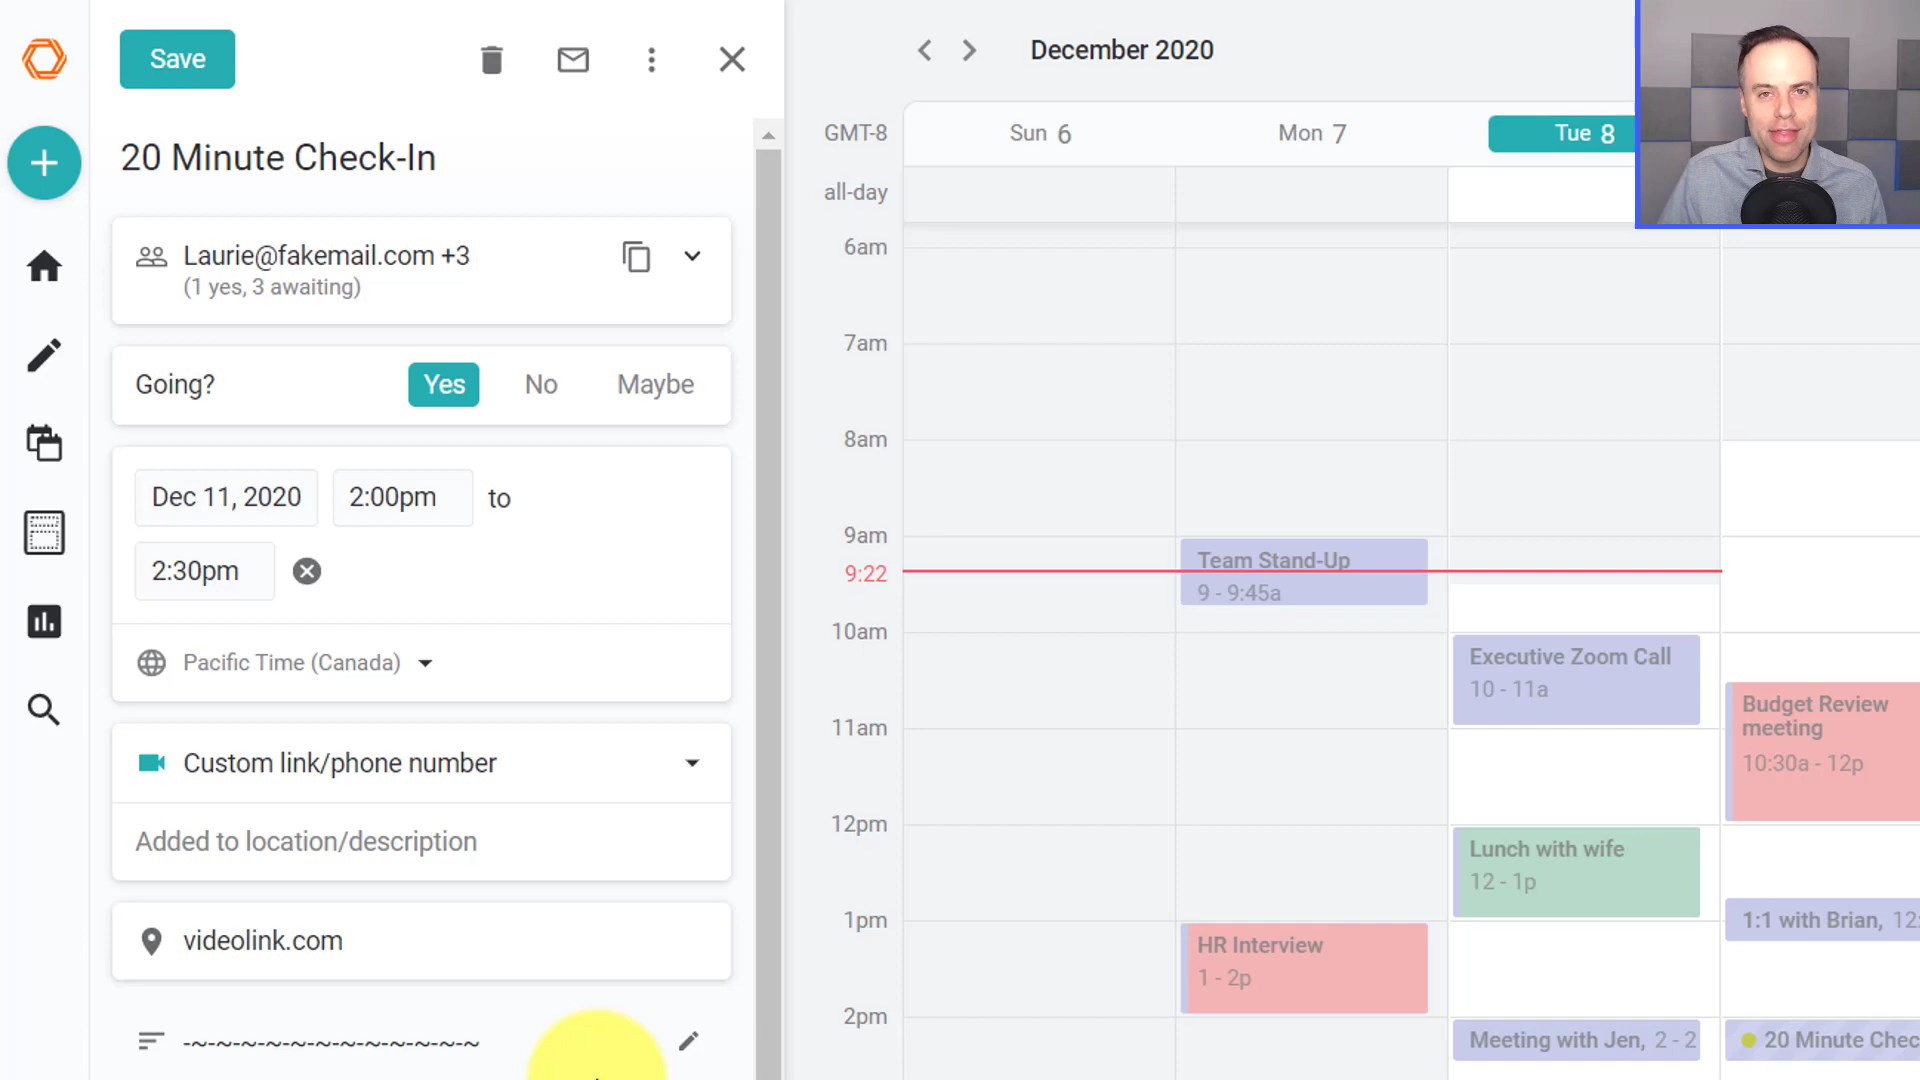 Save
20 Minute Check-In
Laurie@fakemail.com +3
(1 yes, 3 awaiting)
Going?
Yes
No
Maybe
Dec 11, 2020
2:00pm
to
2:30pm
Pacific Time (Canada)
Custom link/phone number
Added to location/description
videolink.com
-~-~-~-~-~-~-~-~-~-~-~-~
December 2020
GMT-8
Sun 6
Mon 7
Tue 8
all-day
6am
7am
8am
9am
9:22
10am
11am
12pm
1pm
2pm
Team Stand-Up
9 - 9:45a
HR Interview
1 - 2p
Executive Zoom Call
10 - 11a
Lunch with wife
12 - 1p
Meeting with Jen, 2 - 2
Budget Review
meeting
10:30a - 12p
1:1 with Brian, 12:
20 Minute Chec